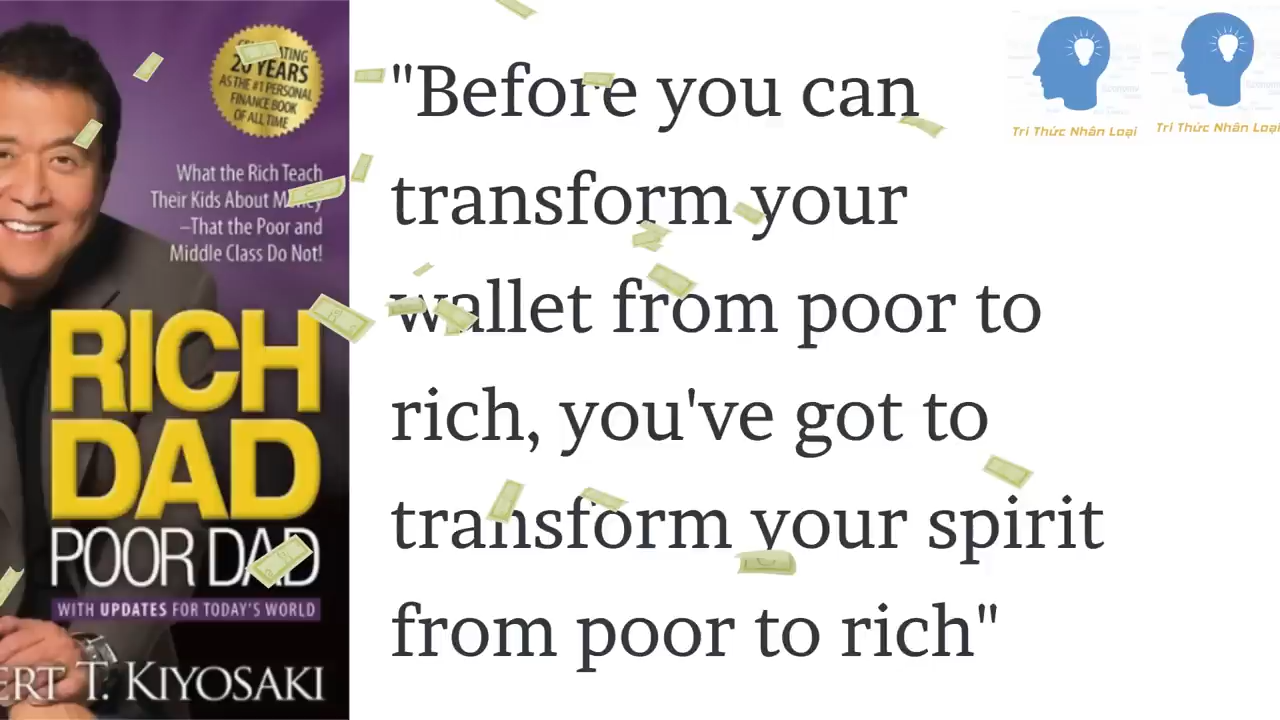 CELEBRATING
20 YEARS
AS THE #1 PERSONAL
FINANCE BOOK
OF ALL TIME
What the Rich Teach
Their Kids About Money
–That the Poor and
Middle Class Do Not!
RICH
DAD
POOR DAD
WITH UPDATES FOR TODAY'S WORLD
ERT T. KIYOSAKI
"Before you can
transform your
wallet from poor to
rich, you've got to
transform your spirit
from poor to rich"
Tri Thức Nhân Loại
Tri Thức Nhân Loại